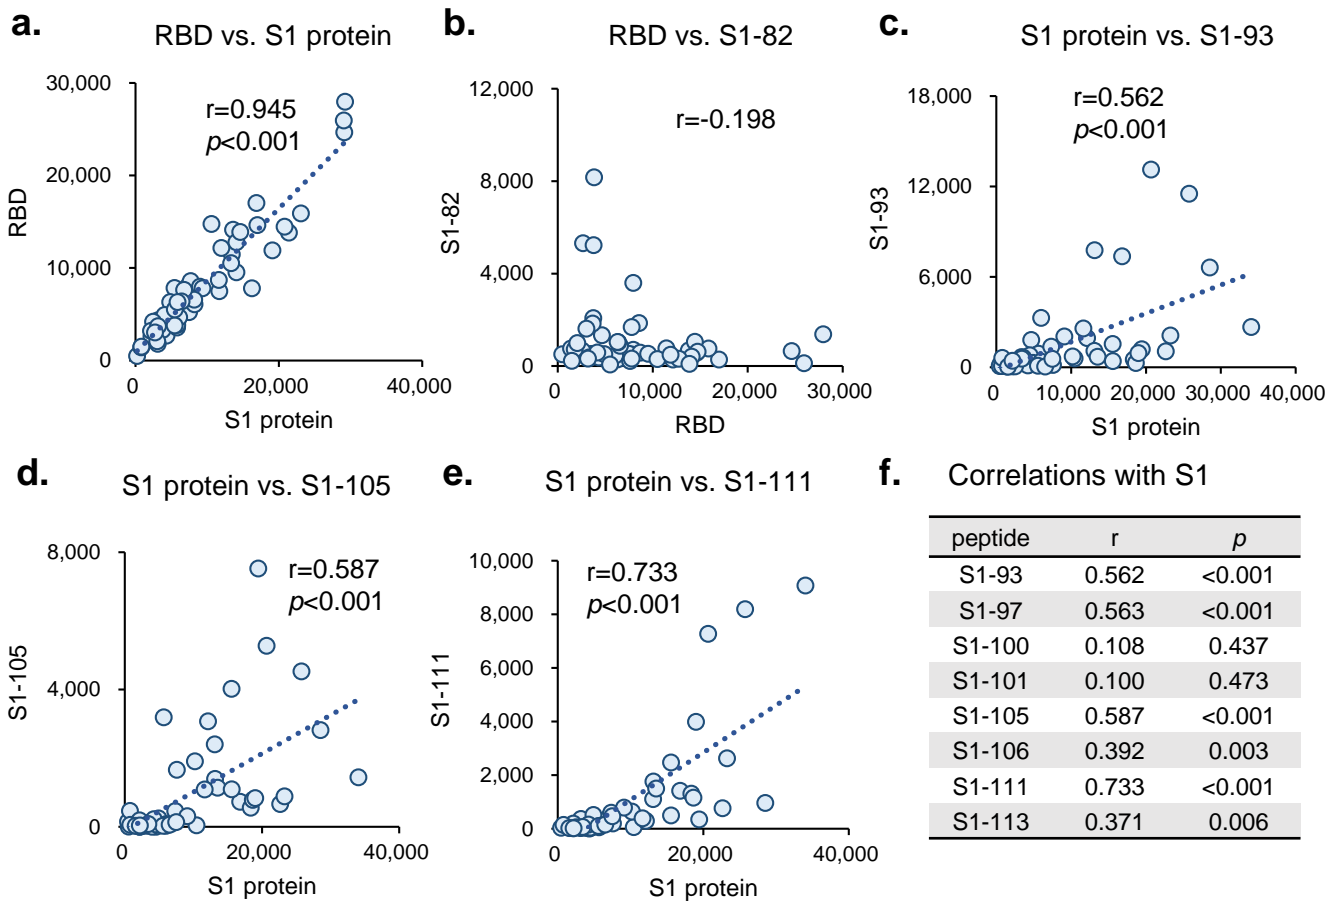 a.
RBD vs. S1 protein
r=0.945
p<0.001
30,000
20,000
10,000
0
RBD
0
20,000
40,000
S1 protein
b.
RBD vs. S1-82
r=-0.198
12,000
8,000
4,000
0
S1-82
0
10,000
20,000
30,000
RBD
c.
S1 protein vs. S1-93
r=0.562
p<0.001
18,000
12,000
6,000
0
S1-93
0
10,000
20,000
30,000
40,000
S1 protein
d.
S1 protein vs. S1-105
r=0.587
p<0.001
8,000
4,000
0
S1-105
0
20,000
40,000
S1 protein
e.
S1 protein vs. S1-111
r=0.733
p<0.001
10,000
8,000
6,000
4,000
2,000
0
S1-111
0
20,000
40,000
S1 protein
f.
Correlations with S1
peptide r p
S1-93 0.562 <0.001
S1-97 0.563 <0.001
S1-100 0.108 0.437
S1-101 0.100 0.473
S1-105 0.587 <0.001
S1-106 0.392 0.003
S1-111 0.733 <0.001
S1-113 0.371 0.006